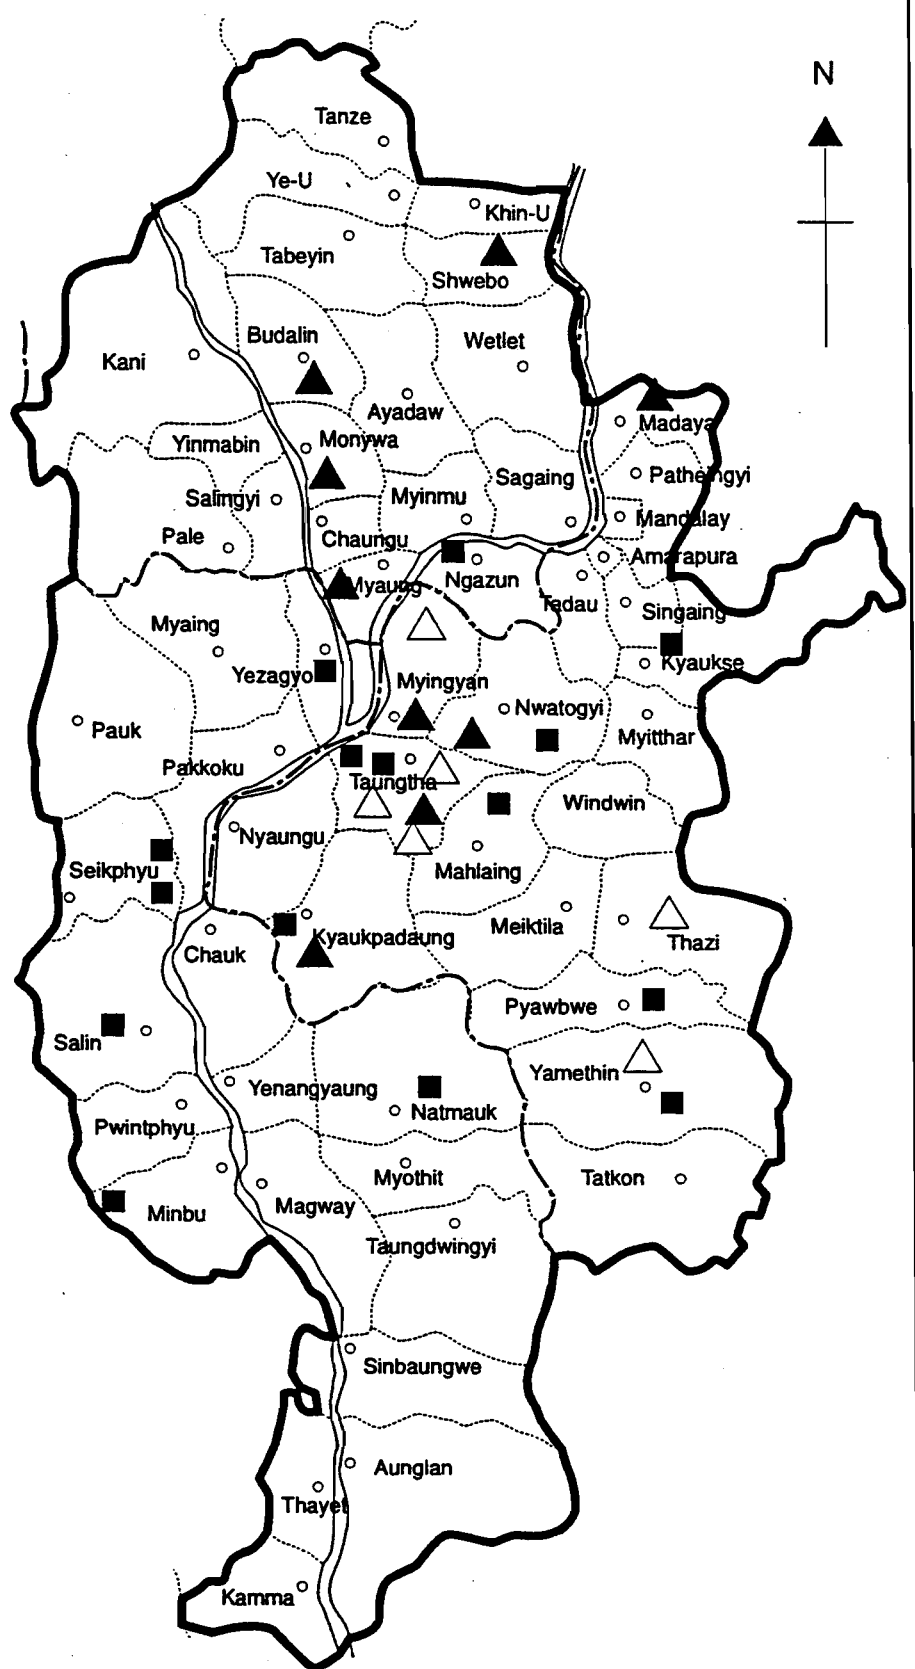 N
Tanze
Ye-U
Khin-U
Tabeyin
Shwebo
Budalin
Wetlet
Kani
Ayadaw
Madaya
Yinmabin
Monywa
Patheingyi
Sagaing
Salingyi
Myinmu
Mandalay
Pale
Chaungu
Amarapura
Myaung
Ngazun
Tadau
Singaing
Myaing
Kyaukse
Yezagyo
Myingyan
Nwatogyi
Pauk
Myitthar
Pakkoku
Taungtha
Windwin
Nyaungu
Seikphyu
Mahlaing
Meiktila
Kyaukpadaung
Thazi
Chauk
Pyawbwe
Salin
Yamethin
Yenangyaung
Natmauk
Pwintphyu
Myothit
Tatkon
Magway
Minbu
Taungdwingyi
Sinbaungwe
Aunglan
Thayet
Kamma